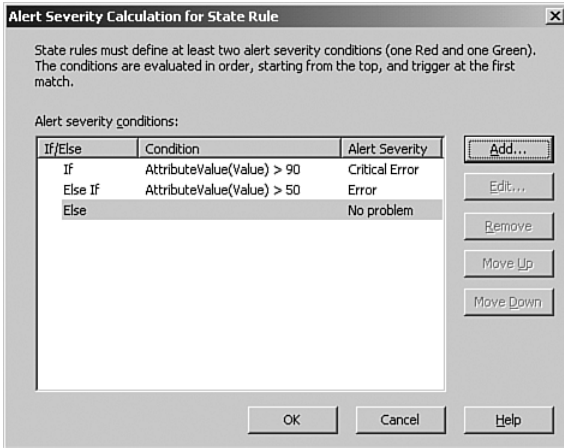 Alert Severity Calculation for State Rule
State rules must define at least two alert severity conditions (one Red and one Green).
The conditions are evaluated in order, starting from the top, and trigger at the first
match.
Alert severity conditions:
If/Else Condition Alert Severity
If AttributeValue(Value) > 90 Critical Error
Else If AttributeValue(Value) > 50 Error
Else No problem
Add...
Edit...
Remove
Move Up
Move Down
OK Cancel Help